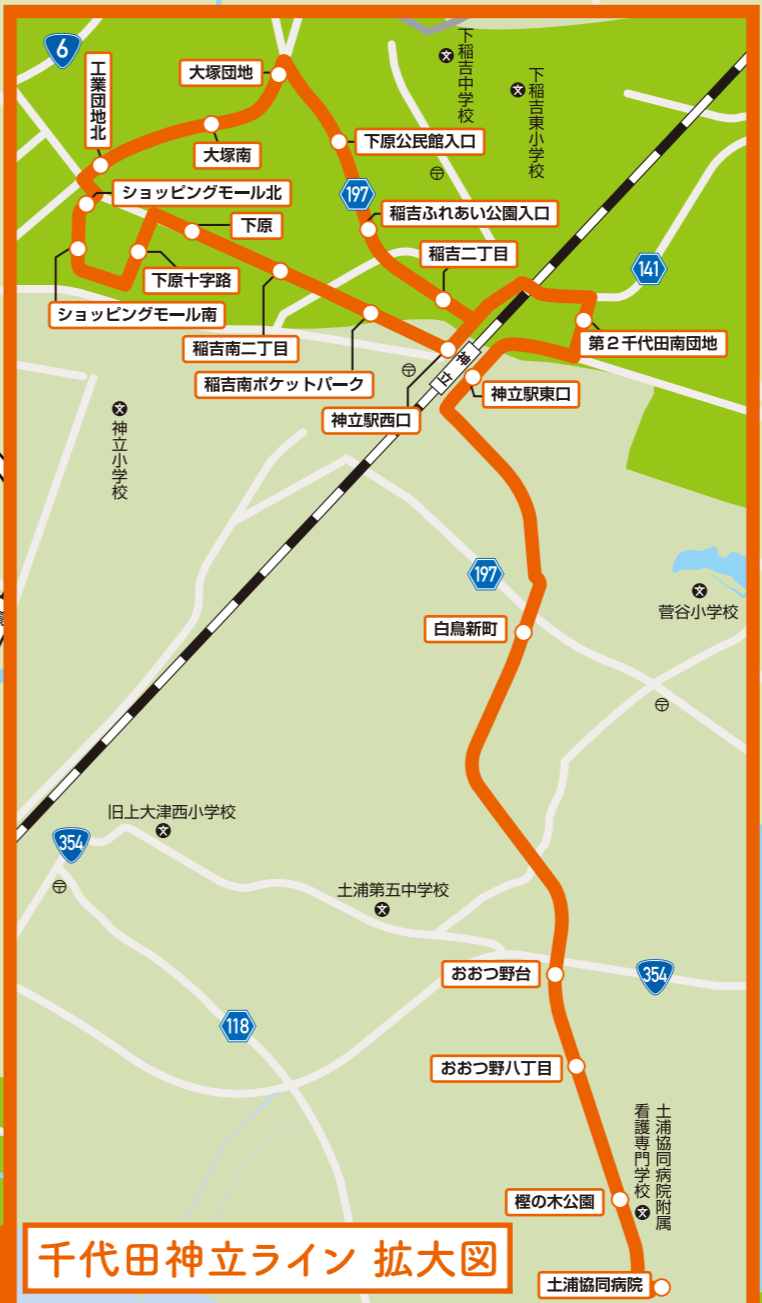 6
大塚団地
下稲吉中学校
下稲吉東小学校
工業団地北
大塚南
下原公民館入口
ショッピングモール北
197
下原
稲吉ふれあい公園入口
稲吉二丁目
141
下原十字路
ショッピングモール南
第2千代田南団地
稲吉南二丁目
稲吉南ポケットパーク
神立
神立駅東口
神立駅西口
神立小学校
197
菅谷小学校
白鳥新町
旧上大津西小学校
354
土浦第五中学校
おおつ野台
354
118
おおつ野八丁目
土浦協同病院附属
看護専門学校
樫の木公園
千代田神立ライン 拡大図
土浦協同病院